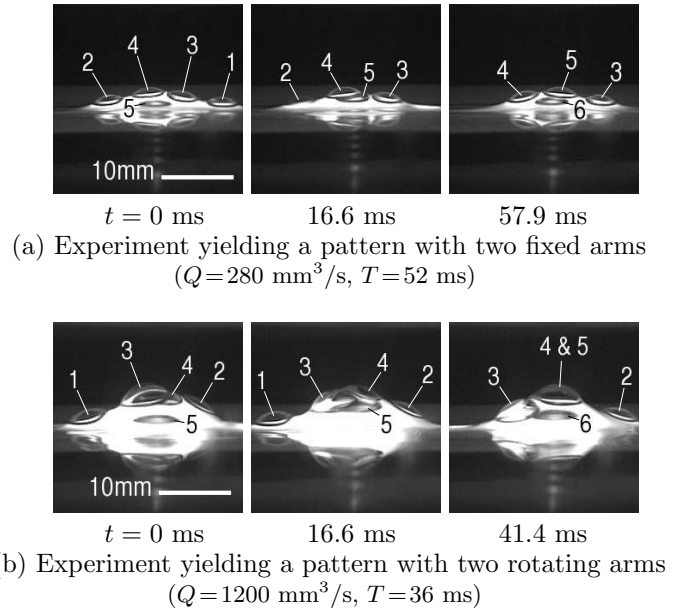 2 4 3 1
5
10mm
2 4 5 3
4 5 3
6
t = 0 ms 16.6 ms 57.9 ms
(a) Experiment yielding a pattern with two fixed arms
(Q=280 mm³/s, T=52 ms)
1 3 4 2
5
10mm
1 3 4 2
5
3 4 & 5 2
6
t = 0 ms 16.6 ms 41.4 ms
b) Experiment yielding a pattern with two rotating arms
(Q=1200 mm³/s, T=36 ms)